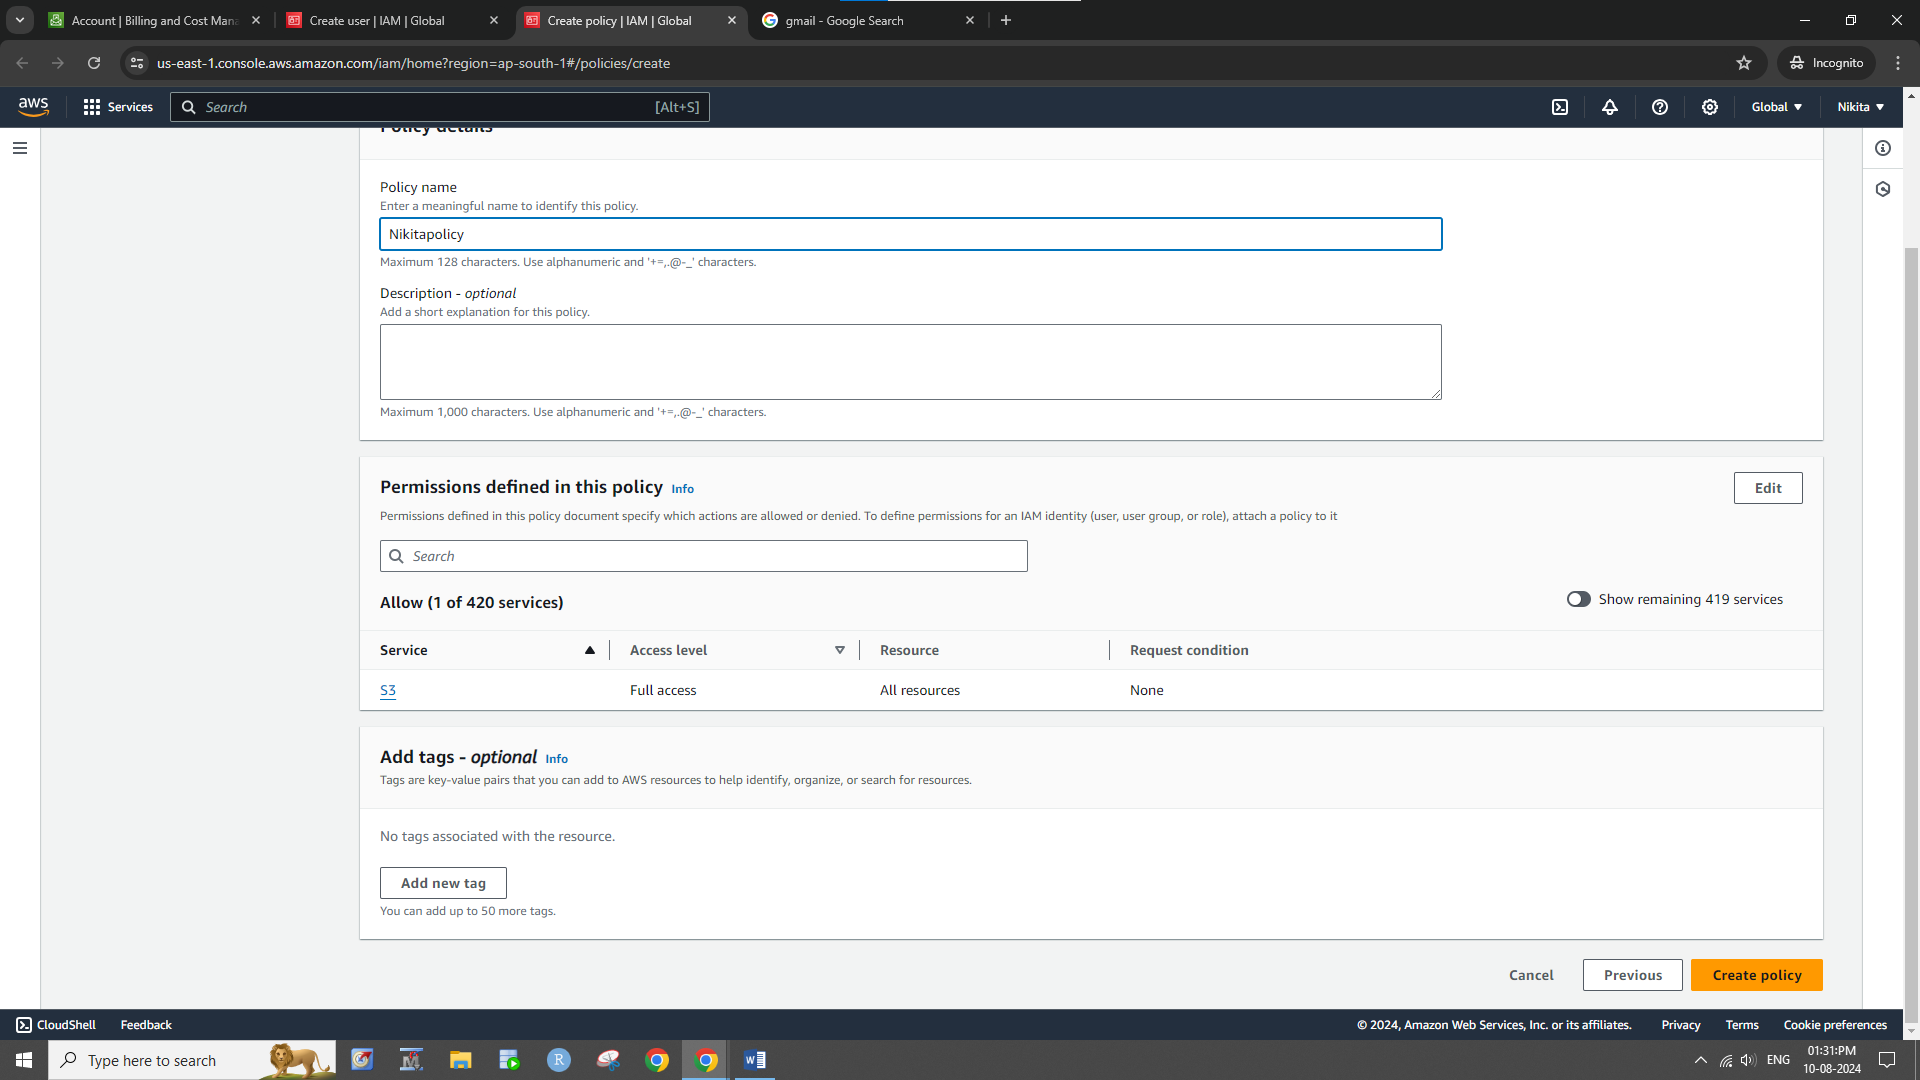 Account | Billing and Cost Mana
Create user | IAM | Global
Create policy | IAM | Global
gmail - Google Search
us-east-1.console.aws.amazon.com/iam/home?region=ap-south-1#/policies/create
Incognito
aws
Services
Search
[Alt+S]
Global
Nikita
Policy details
Policy name
Enter a meaningful name to identify this policy.
Nikitapolicy
Maximum 128 characters. Use alphanumeric and '+=,.@-_' characters.
Description - optional
Add a short explanation for this policy.
Maximum 1,000 characters. Use alphanumeric and '+=,.@-_' characters.
Permissions defined in this policy Info
Edit
Permissions defined in this policy document specify which actions are allowed or denied. To define permissions for an IAM identity (user, user group, or role), attach a policy to it
Search
Allow (1 of 420 services)
Show remaining 419 services
Service Access level Resource Request condition
S3 Full access All resources None
Add tags - optional Info
Tags are key-value pairs that you can add to AWS resources to help identify, organize, or search for resources.
No tags associated with the resource.
Add new tag
You can add up to 50 more tags.
Cancel
Previous
Create policy
CloudShell
Feedback
© 2024, Amazon Web Services, Inc. or its affiliates.
Privacy
Terms
Cookie preferences
Type here to search
R
W
ENG
01:31:PM
10-08-2024